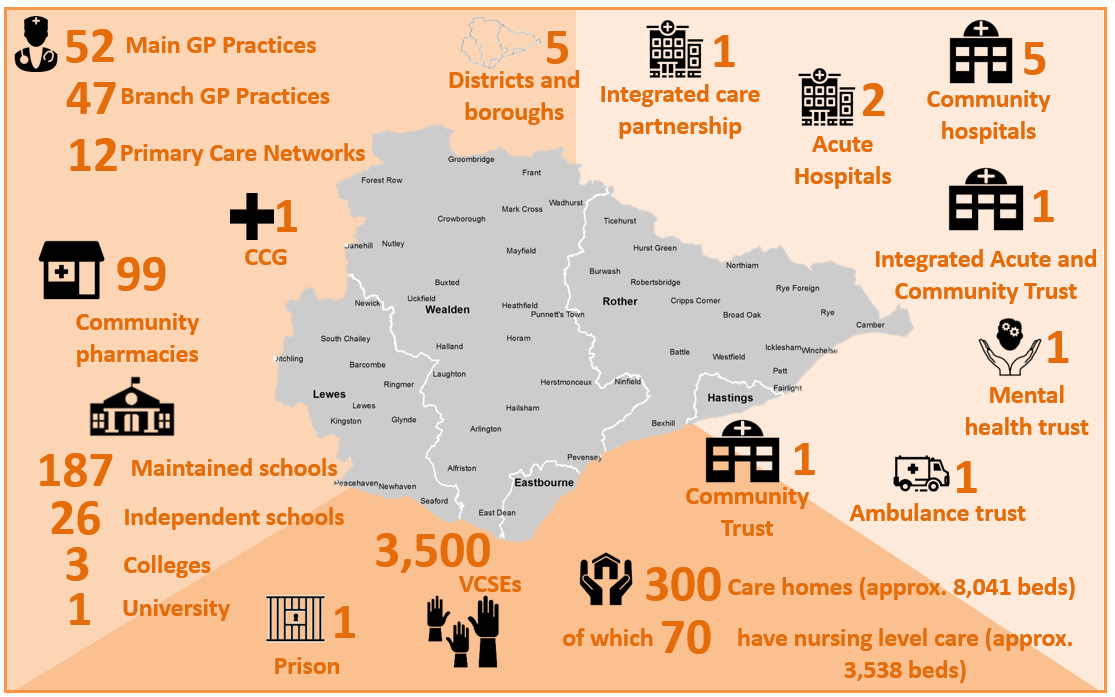 52 Main GP Practices
47 Branch GP Practices
12 Primary Care Networks
1
CCG
99
Community
pharmacies
187 Maintained schools
26 Independent schools
3 Colleges
1 University
1
Prison
5
Districts and
boroughs
1
Integrated care
partnership
2
Acute
Hospitals
5
Community
hospitals
1
Integrated Acute and
Community Trust
1
Mental
health trust
1
Ambulance trust
1
Community
Trust
3,500
VCSEs
300 Care homes (approx. 8,041 beds)
of which 70 have nursing level care (approx.
3,538 beds)
Groombridge
Frant
Forest Row
Mark Cross
Wadhurst
Crowborough
Ticehurst
Danehill
Nutley
Mayfield
Hurst Green
Northiam
Burwash
Robertsbridge
Buxted
Rye Foreign
Newick
Uckfield
Wealden
Heathfield
Punnett's Town
Rother
Cripps Corner
Broad Oak
Rye
Camber
South Chailey
Halland
Horam
Battle
Westfield
Icklesham
Winchelse
Ditchling
Barcombe
Laughton
Pett
Ringmer
Herstmonceux
Ninfield
Fairlight
Lewes
Lewes
Hastings
Kingston
Glynde
Hailsham
Arlington
Bexhill
Pevensey
Alfriston
Peacehaven
Newhaven
Eastbourne
Seaford
East Dean